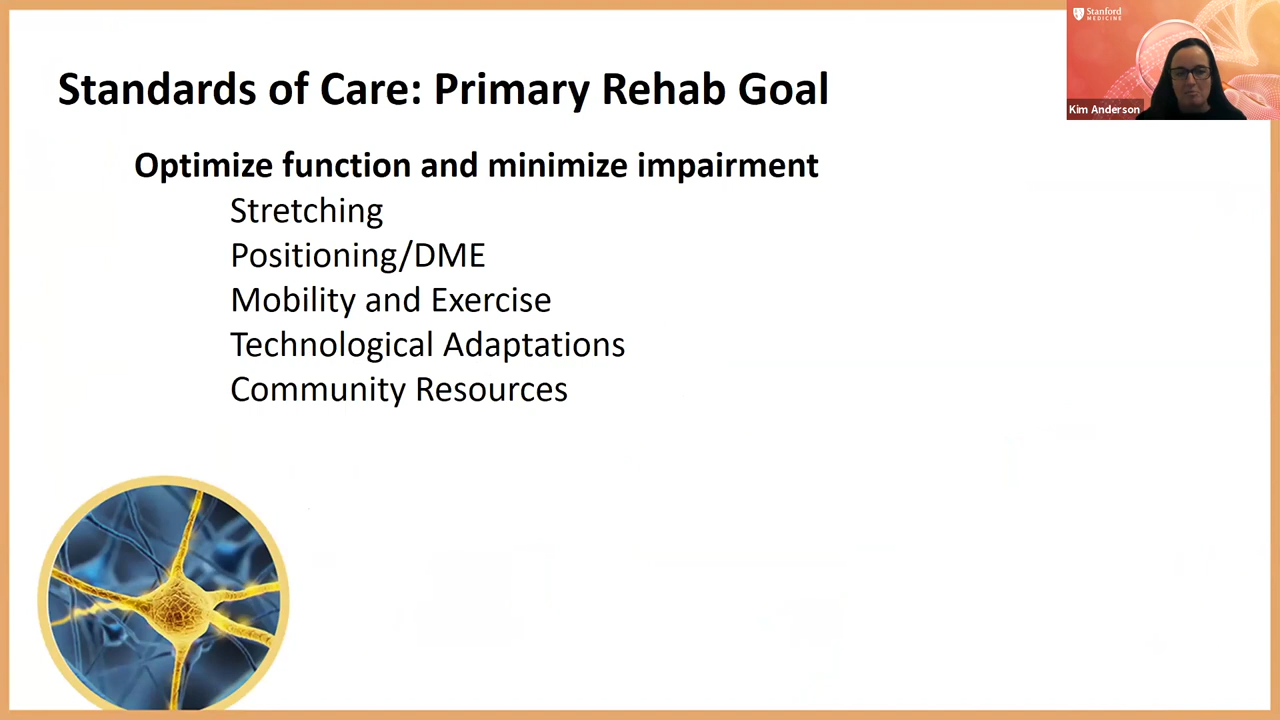 Standards of Care: Primary Rehab Goal
Optimize function and minimize impairment
Stretching
Positioning/DME
Mobility and Exercise
Technological Adaptations
Community Resources
Stanford
MEDICINE
Kim Anderson